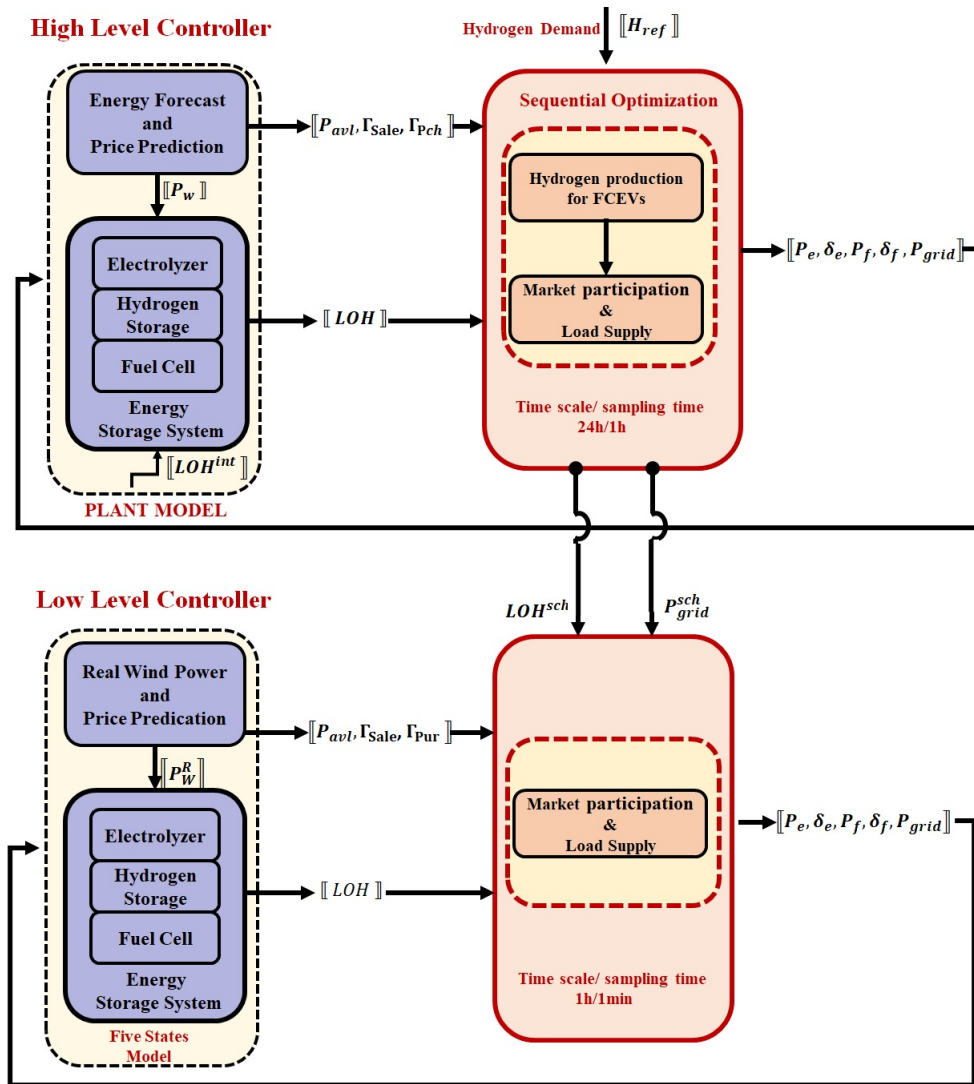 High Level Controller
Hydrogen Demand
⟦H_ref⟧
Energy Forecast
and
Price Prediction
⟦P_avl, Γ_Sale, Γ_Pch⟧
⟦P_w⟧
Electrolyzer
Hydrogen
Storage
Fuel Cell
Energy
Storage System
⟦LOH^int⟧
PLANT MODEL
⟦LOH⟧
Sequential Optimization
Hydrogen production
for FCEVs
Market participation
&
Load Supply
Time scale/ sampling time
24h/1h
⟦P_e, δ_e, P_f, δ_f, P_grid⟧
LOH^sch
P_grid^sch
Low Level Controller
Real Wind Power
and
Price Predication
⟦P_avl, Γ_Sale, Γ_Pur⟧
⟦P_W^R⟧
Electrolyzer
Hydrogen
Storage
Fuel Cell
Energy
Storage System
Five States
Model
⟦LOH⟧
Market participation
&
Load Supply
Time scale/ sampling time
1h/1min
⟦P_e, δ_e, P_f, δ_f, P_grid⟧